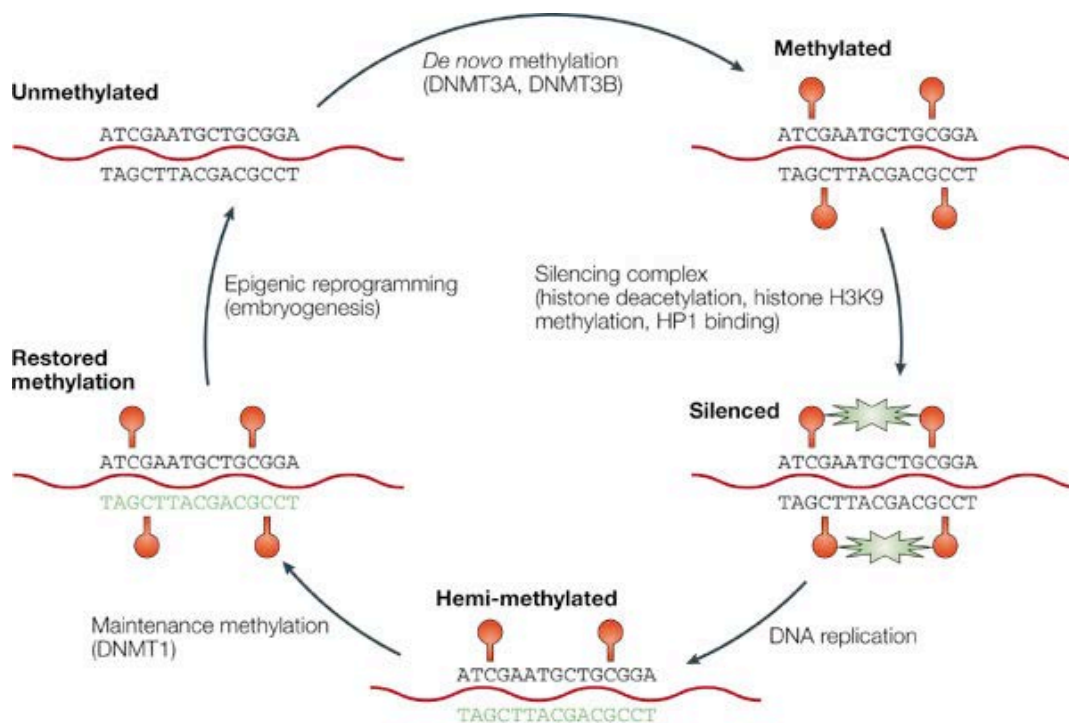 Unmethylated
ATCGAATGCTGCGGA
TAGCTTACGACGCCT
De novo methylation
(DNMT3A, DNMT3B)
Methylated
ATCGAATGCTGCGGA
TAGCTTACGACGCCT
Silencing complex
(histone deacetylation, histone H3K9
methylation, HP1 binding)
Silenced
ATCGAATGCTGCGGA
TAGCTTACGACGCCT
DNA replication
Hemi-methylated
ATCGAATGCTGCGGA
TAGCTTACGACGCCT
Maintenance methylation
(DNMT1)
Restored
methylation
ATCGAATGCTGCGGA
TAGCTTACGACGCCT
Epigenic reprogramming
(embryogenesis)